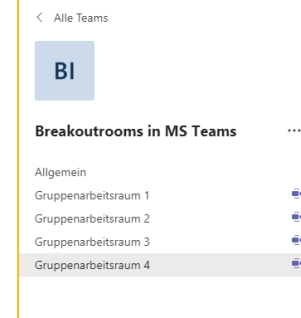 Alle Teams
BI
Breakoutrooms in MS Teams
Allgemein
Gruppenarbeitsraum 1
Gruppenarbeitsraum 2
Gruppenarbeitsraum 3
Gruppenarbeitsraum 4